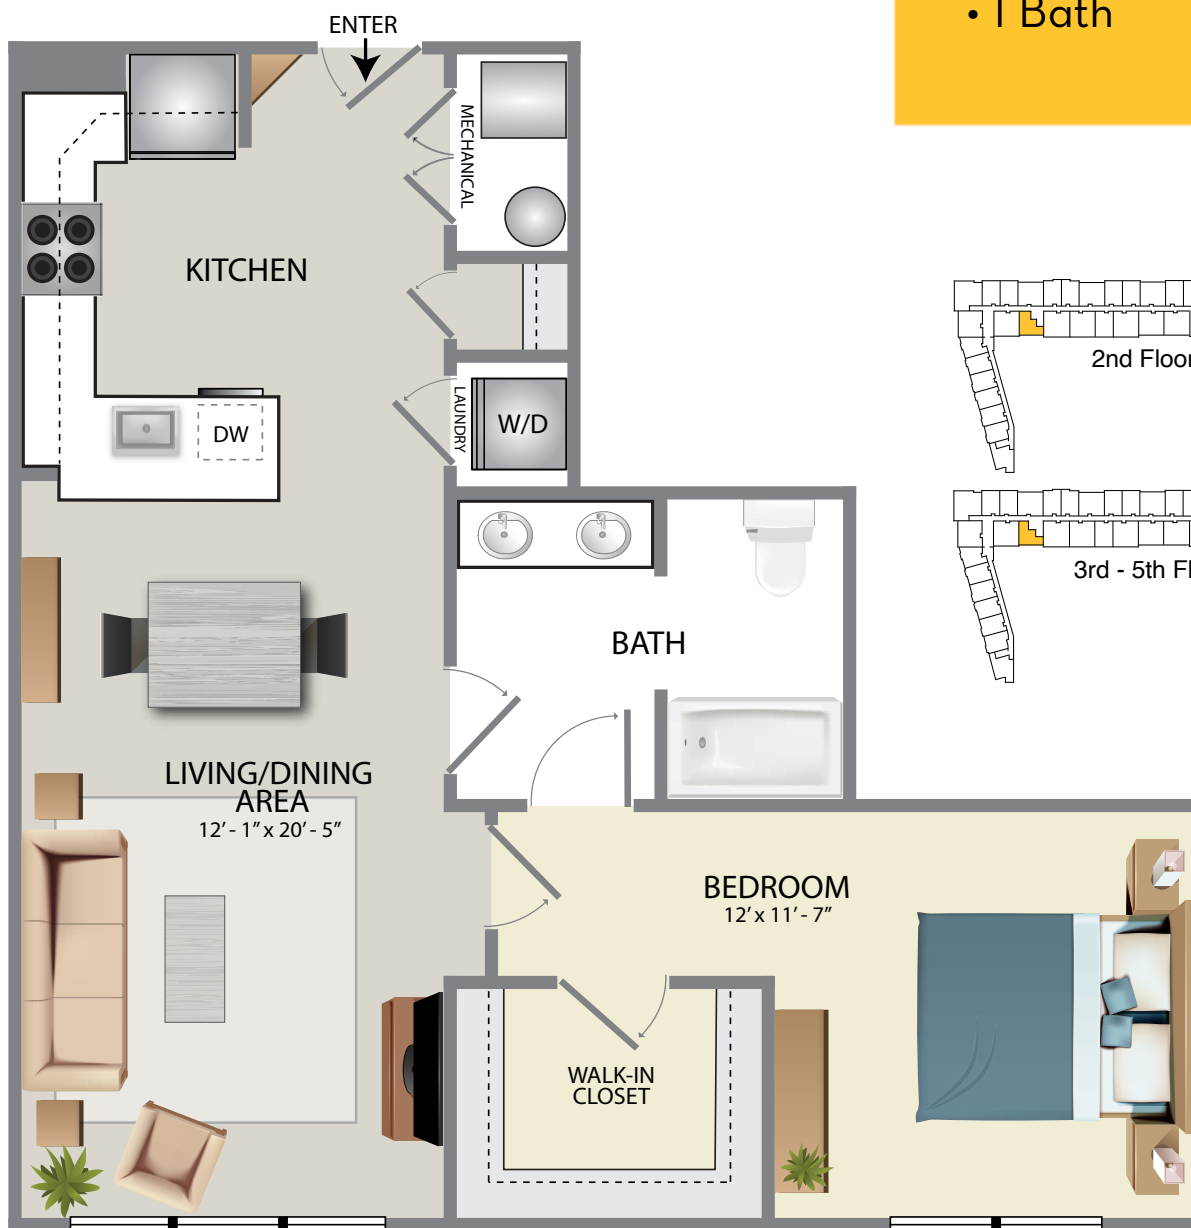 • 1 Bath
ENTER
MECHANICAL
KITCHEN
2nd Floor
LAUNDRY
W/D
DW
3rd - 5th Fl
BATH
LIVING/DINING
AREA
12' - 1" x 20' - 5"
BEDROOM
12' x 11' - 7"
WALK-IN
CLOSET